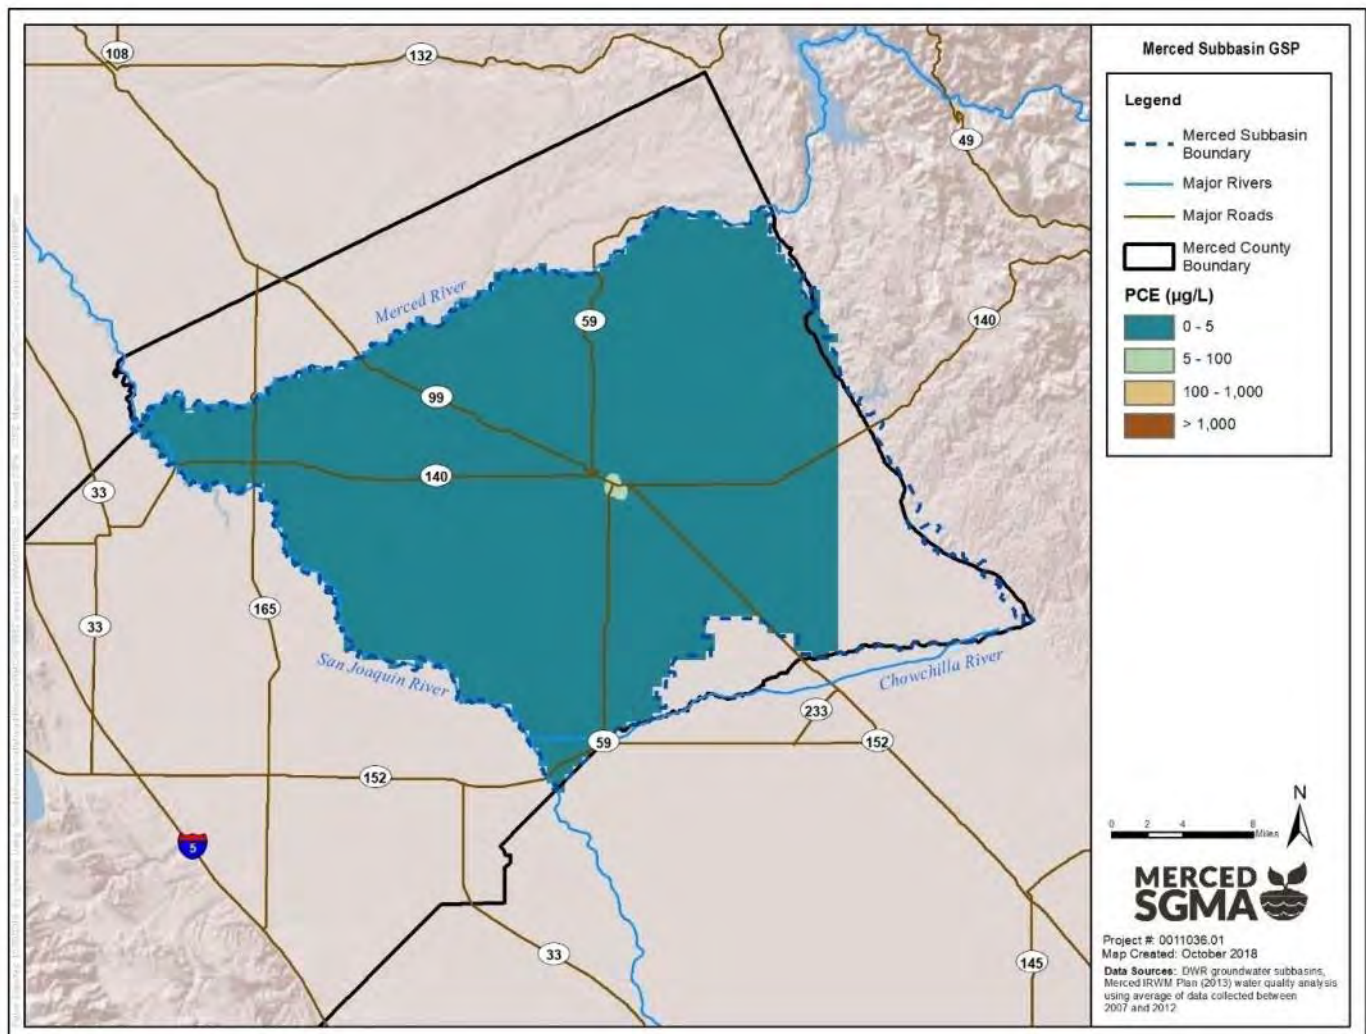 Merced Subbasin GSP
Legend
Merced Subbasin
Boundary
Major Rivers
Major Roads
Merced County
Boundary
PCE (µg/L)
0 - 5
5 - 100
100 - 1,000
> 1,000
108
132
49
Merced River
59
140
99
140
33
165
33
San Joaquin River
Chowchilla River
233
59
152
152
5
33
145
N
0 2 4 8
Miles
MERCED
SGMA
Project #: 0011036.01
Map Created: October 2018
Data Sources: DWR groundwater subbasins,
Merced IRWM Plan (2013) water quality analysis
using average of data collected between
2007 and 2012